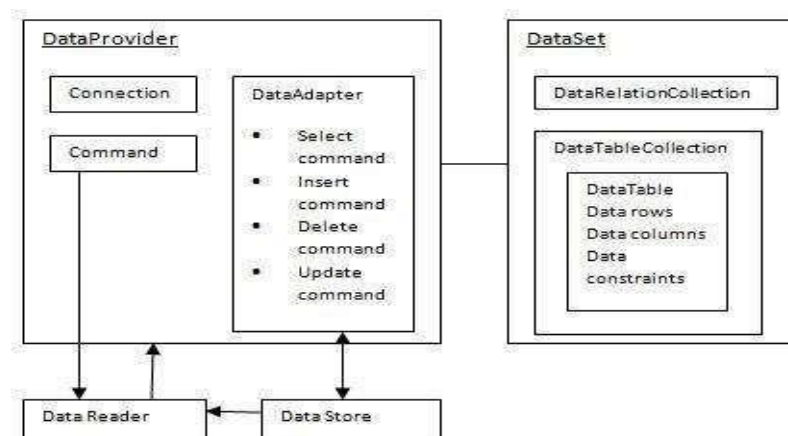 DataProvider
Connection
Command
DataAdapter
Select
command
Insert
command
Delete
command
Update
command
DataSet
DataRelationCollection
DataTableCollection
DataTable
Data rows
Data columns
Data
constraints
Data Reader
Data Store